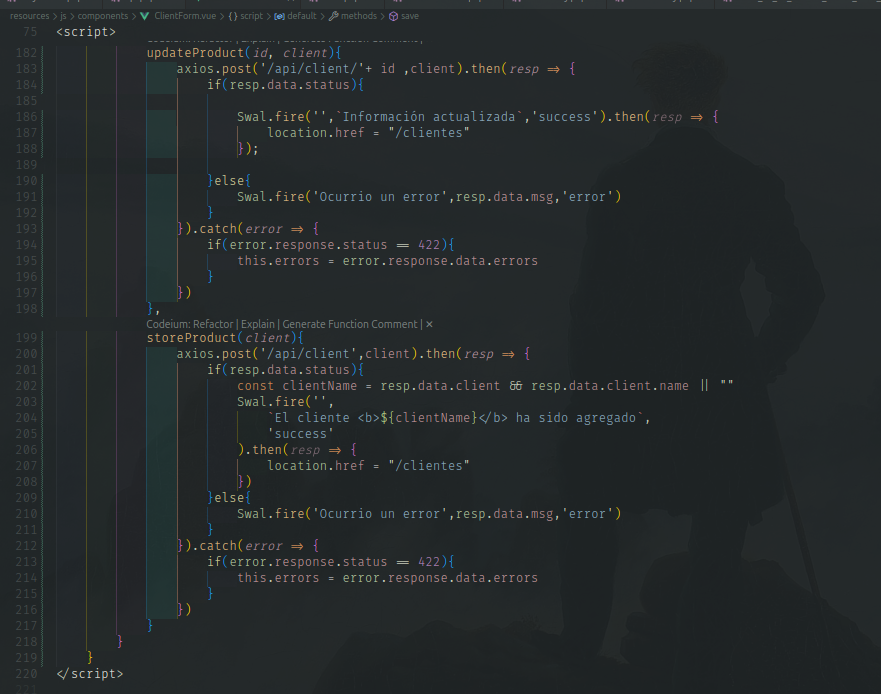 resources > js > components > ClientForm.vue > {} script > default > methods > save
75 <script>
182 updateProduct(id, client){
183 axios.post('/api/client/'+ id ,client).then(resp => {
184 if(resp.data.status){
185
186 Swal.fire('',`Información actualizada`,'success').then(resp => {
187 location.href = "/clientes"
188 });
189
190 }else{
191 Swal.fire('Ocurrio un error',resp.data.msg,'error')
192 }
193 }).catch(error => {
194 if(error.response.status == 422){
195 this.errors = error.response.data.errors
196 }
197 })
198 },
Codeium: Refactor | Explain | Generate Function Comment | ×
199 storeProduct(client){
200 axios.post('/api/client',client).then(resp => {
201 if(resp.data.status){
202 const clientName = resp.data.client && resp.data.client.name || ""
203 Swal.fire('',
204 `El cliente <b>${clientName}</b> ha sido agregado`,
205 'success'
206 ).then(resp => {
207 location.href = "/clientes"
208 })
209 }else{
210 Swal.fire('Ocurrio un error',resp.data.msg,'error')
211 }
212 }).catch(error => {
213 if(error.response.status == 422){
214 this.errors = error.response.data.errors
215 }
216 })
217 }
218 }
219 }
220 </script>